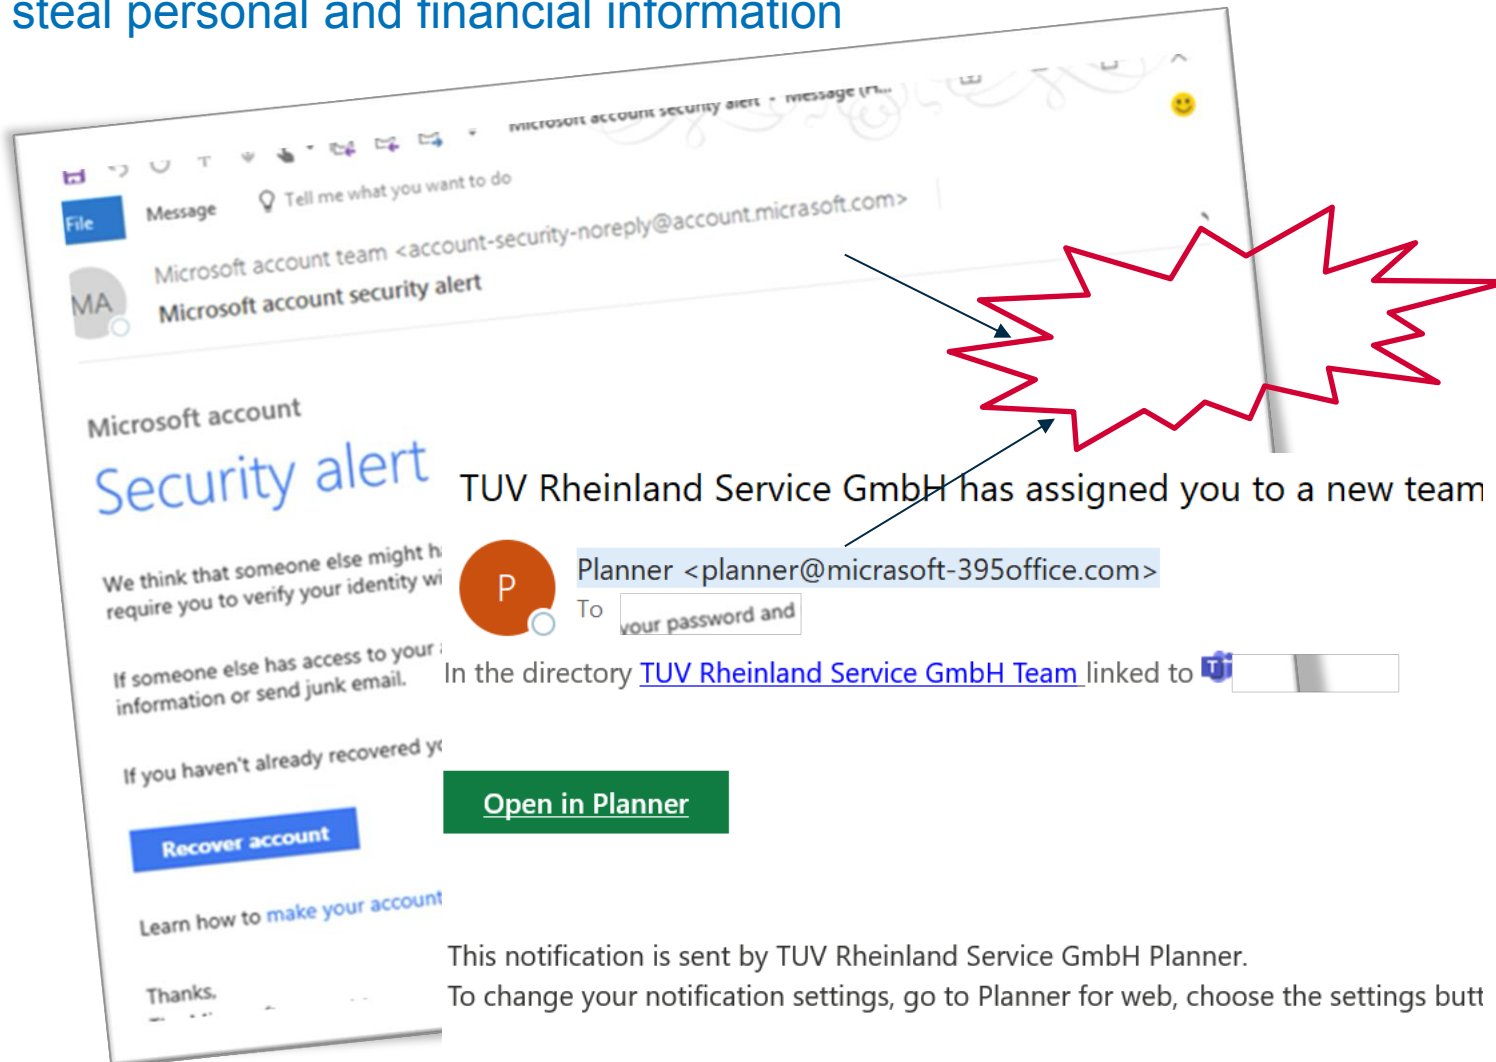 steal personal and financial information
Microsoft account security alert - Message (H...
File Message Tell me what you want to do
MA
Microsoft account team <account-security-noreply@account.micrasoft.com>
Microsoft account security alert
Microsoft account
Security alert
We think that someone else might ha
require you to verify your identity wi
If someone else has access to your
information or send junk email.
If you haven't already recovered yo
Recover account
Learn how to make your account
Thanks,
TUV Rheinland Service GmbH has assigned you to a new team
P
Planner <planner@micrasoft-395office.com>
To your password and
In the directory TUV Rheinland Service GmbH Team linked to
Open in Planner
This notification is sent by TUV Rheinland Service GmbH Planner.
To change your notification settings, go to Planner for web, choose the settings butt